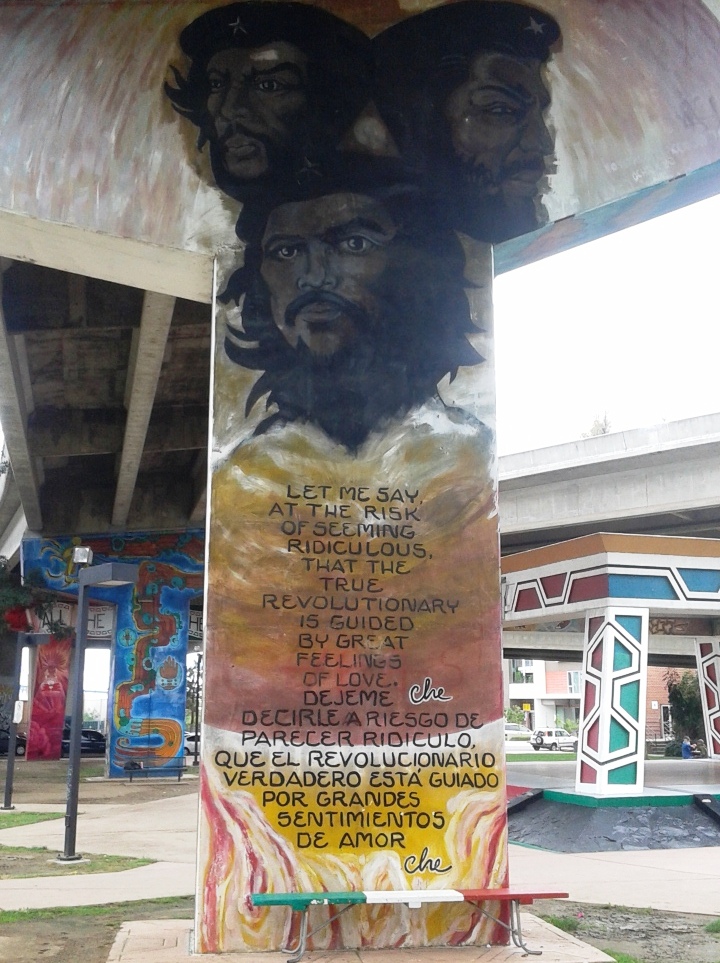 LET ME SAY,
AT THE RISK
OF SEEMING
RIDICULOUS,
THAT THE
TRUE
REVOLUTIONARY
IS GUIDED
BY GREAT
FEELINGS
OF LOVE.
Che
DEJEME
DECIRLE A RIESGO DE
PARECER RIDICULO,
QUE EL REVOLUCIONARIO
VERDADERO ESTÁ GUIADO
POR GRANDES
SENTIMIENTOS
DE AMOR
Che
ALL THE